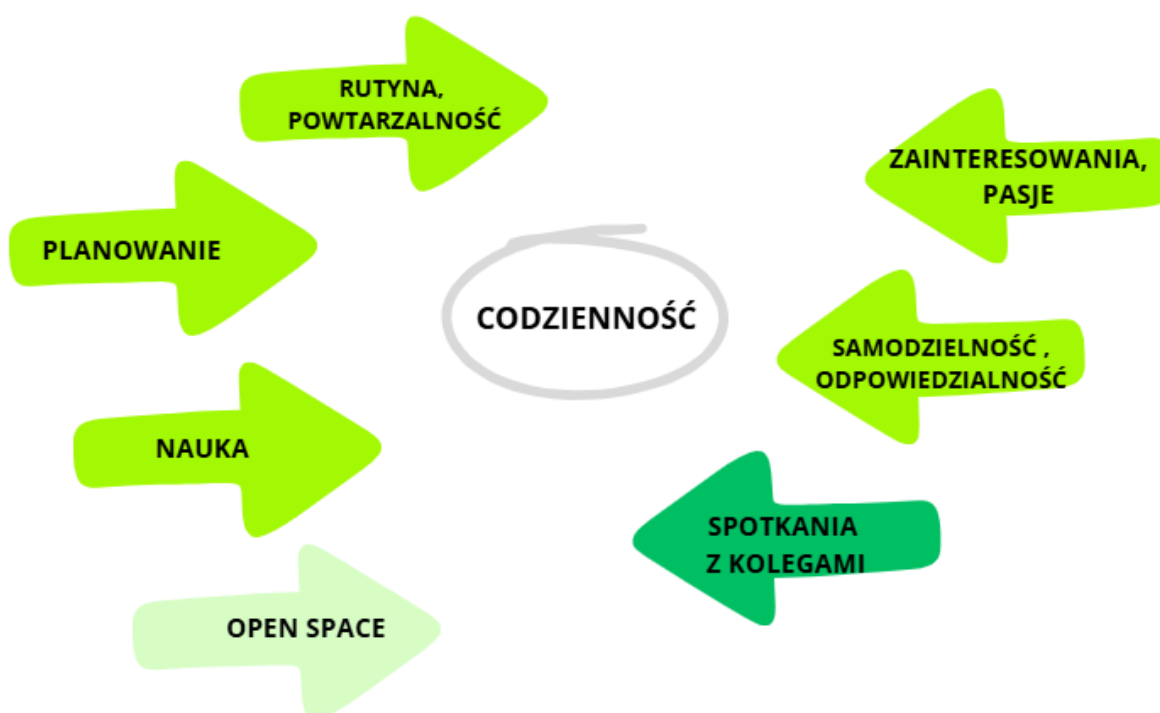 RUTYNA,
POWTARZALNOŚĆ
ZAINTERESOWANIA,
PASJE
PLANOWANIE
CODZIENNOŚĆ
SAMODZIELNOŚĆ ,
ODPOWIEDZIALNOŚĆ
NAUKA
SPOTKANIA
Z KOLEGAMI
OPEN SPACE